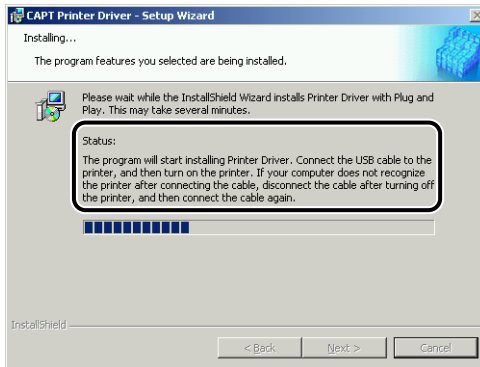 CAPT Printer Driver - Setup Wizard
Installing...
The program features you selected are being installed.
Please wait while the InstallShield Wizard installs Printer Driver with Plug and
Play. This may take several minutes.
Status:
The program will start installing Printer Driver. Connect the USB cable to the
printer, and then turn on the printer. If your computer does not recognize
the printer after connecting the cable, disconnect the cable after turning off
the printer, and then connect the cable again.
InstallShield
< Back
Next >
Cancel